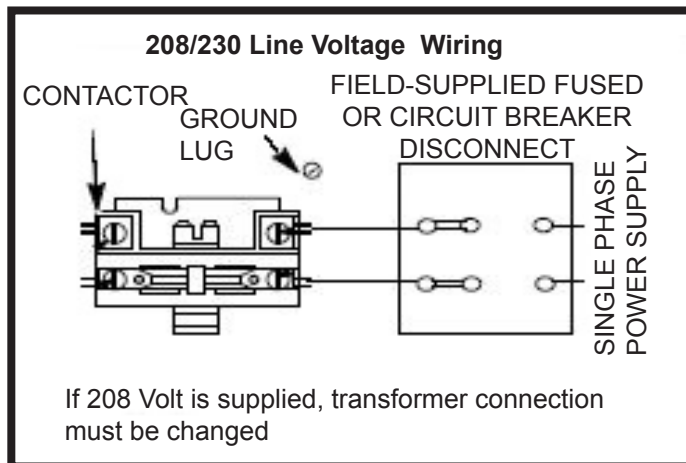 208/230 Line Voltage Wiring
CONTACTOR
GROUND
LUG
FIELD-SUPPLIED FUSED
OR CIRCUIT BREAKER
DISCONNECT
SINGLE PHASE
POWER SUPPLY
If 208 Volt is supplied, transformer connection
must be changed